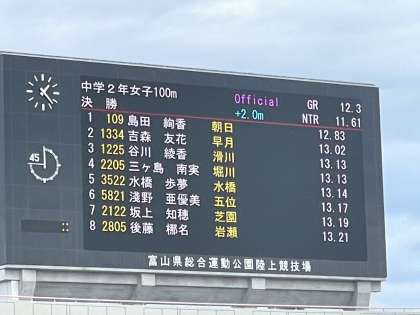 中学2年女子100m
Official GR 12.3
決 勝 +2.0m NTR 11.61
1 109 島田 絢香 朝日 12.83
2 1334 吉森 友花 早月 13.02
3 1225 谷川 綾香 滑川 13.13
4 2205 三ヶ島 南実 堀川 13.13
5 3522 水橋 歩夢 水橋 13.14
6 5821 淺野 亜優美 五位 13.17
7 2122 坂上 知穂 芝園 13.19
8 2805 後藤 梛名 岩瀬 13.21
45
富山県総合運動公園陸上競技場